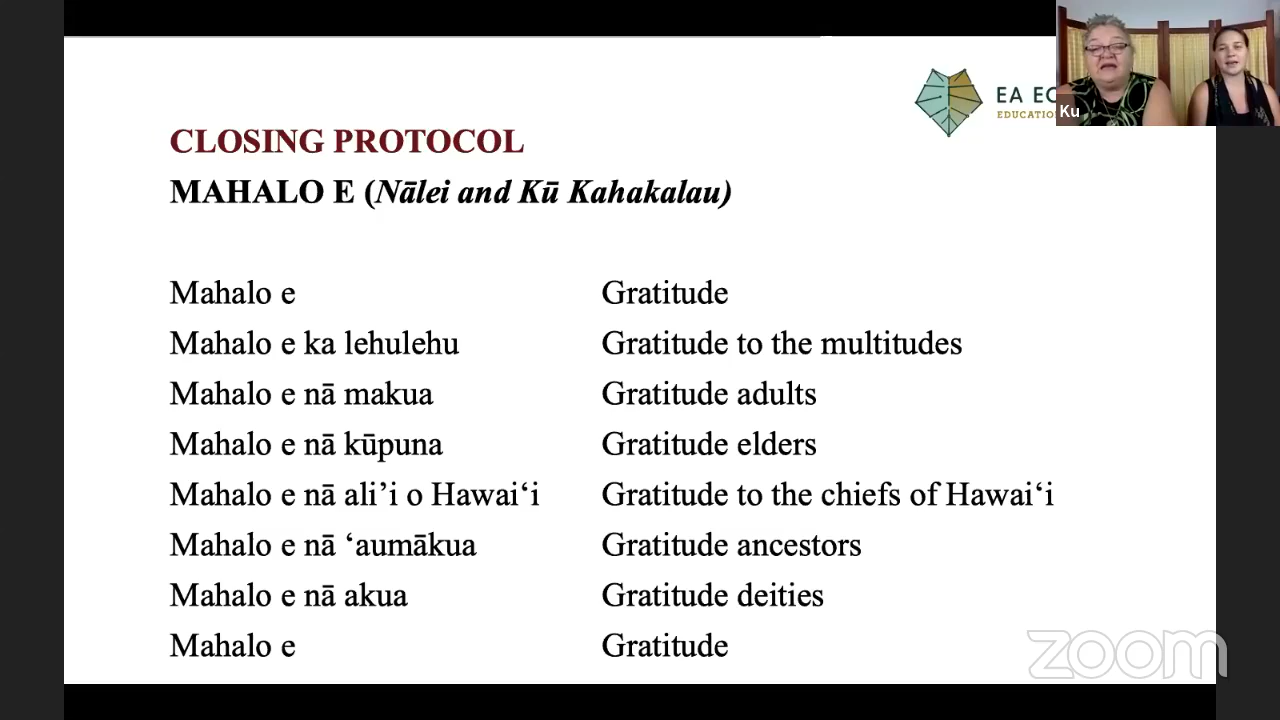 Ku
EA
EDUCATION
CLOSING PROTOCOL
MAHALO E (Nālei and Kū Kahakalau)
Mahalo e Gratitude
Mahalo e ka lehulehu Gratitude to the multitudes
Mahalo e nā makua Gratitude adults
Mahalo e nā kūpuna Gratitude elders
Mahalo e nā ali’i o Hawai‘i Gratitude to the chiefs of Hawai‘i
Mahalo e nā ‘aumākua Gratitude ancestors
Mahalo e nā akua Gratitude deities
Mahalo e Gratitude
zoom